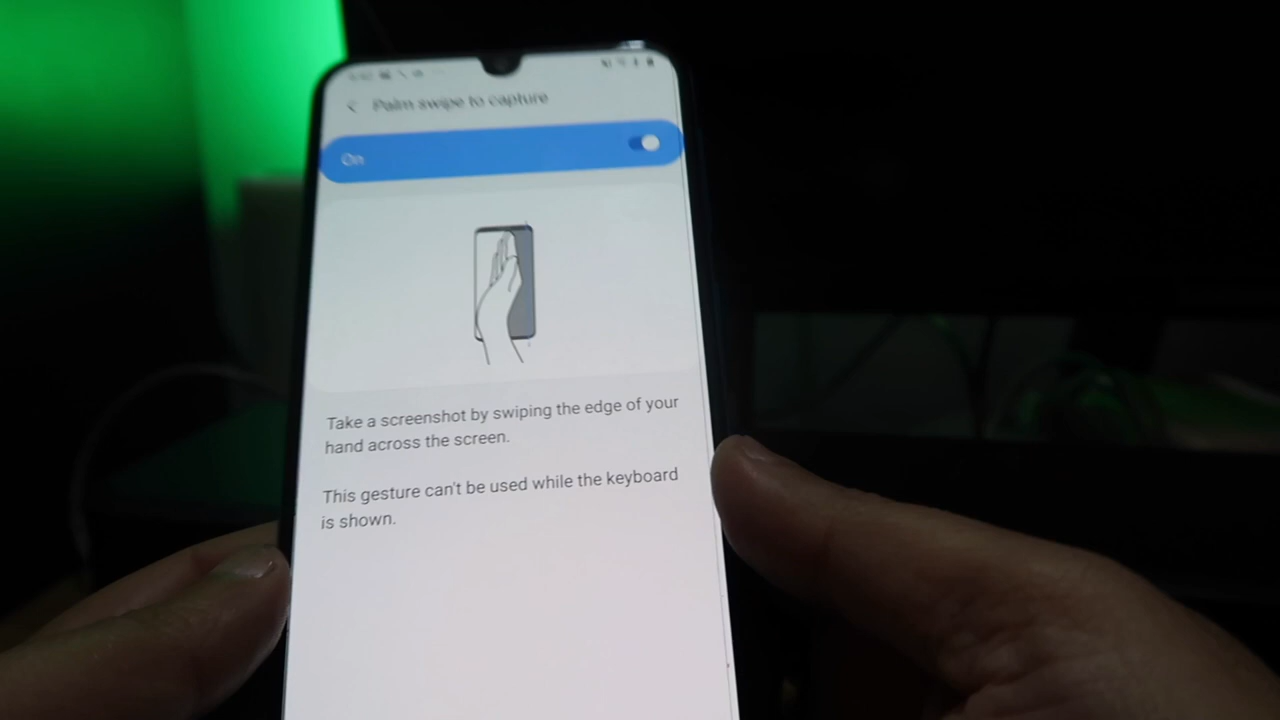 Palm swipe to capture
On
Take a screenshot by swiping the edge of your
hand across the screen.
This gesture can't be used while the keyboard
is shown.